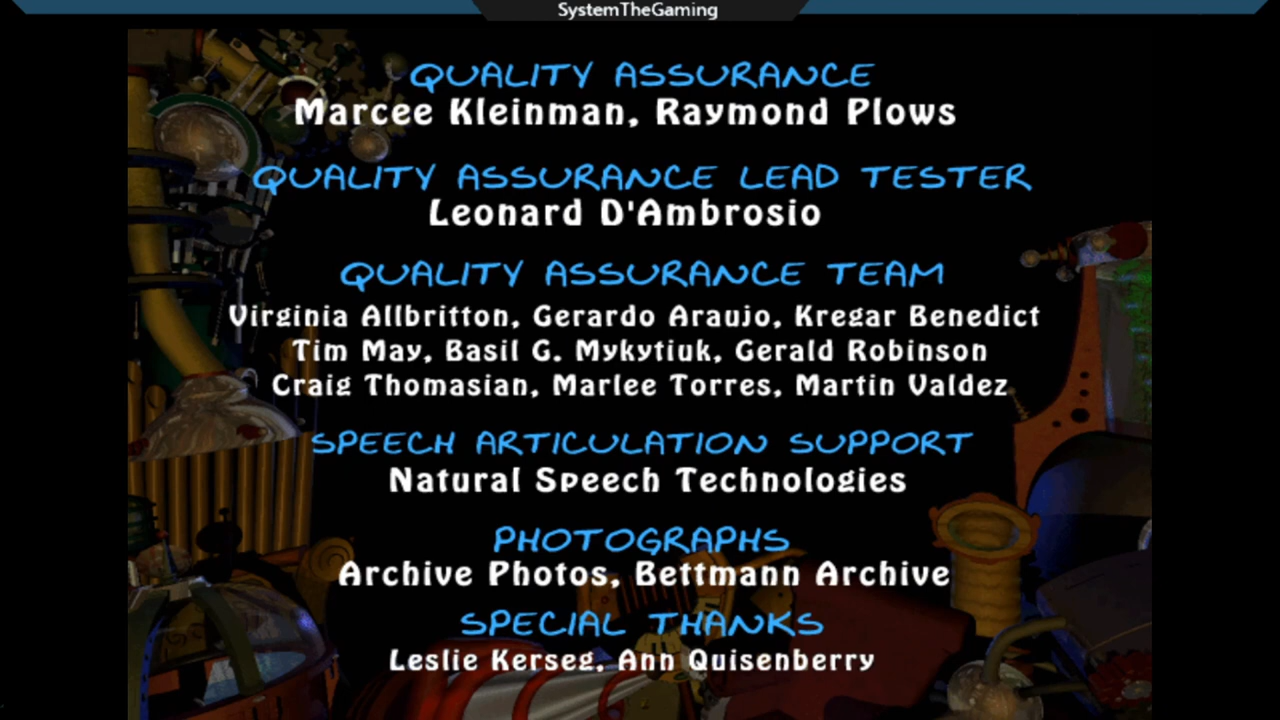 SystemTheGaming
QUALITY ASSURANCE
Marcee Kleinman, Raymond Plows
QUALITY ASSURANCE LEAD TESTER
Leonard D'Ambrosio
QUALITY ASSURANCE TEAM
Virginia Allbritton, Gerardo Araujo, Kregar Benedict
Tim May, Basil G. Mykytiuk, Gerald Robinson
Craig Thomasian, Marlee Torres, Martin Valdez
SPEECH ARTICULATION SUPPORT
Natural Speech Technologies
PHOTOGRAPHS
Archive Photos, Bettmann Archive
SPECIAL THANKS
Leslie Kerseg, Ann Quisenberry